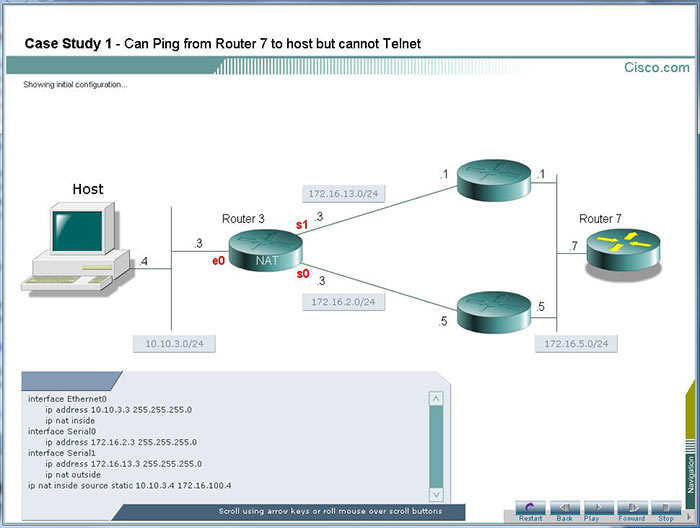 Case Study 1 - Can Ping from Router 7 to host but cannot Telnet
Cisco.com
Showing initial configuration...
Host
172.16.13.0/24
.1
.1
Router 3
s1
.3
Router 7
.3
NAT
.7
.4
e0
s0
.3
172.16.2.0/24
.5
.5
10.10.3.0/24
172.16.5.0/24
interface Ethernet0
ip address 10.10.3.3 255.255.255.0
ip nat inside
interface Serial0
ip address 172.16.2.3 255.255.255.0
interface Serial1
ip address 172.16.13.3 255.255.255.0
ip nat outside
ip nat inside source static 10.10.3.4 172.16.100.4
Scroll using arrow keys or roll mouse over scroll buttons
Navigation
Restart Back Play Forward Stop